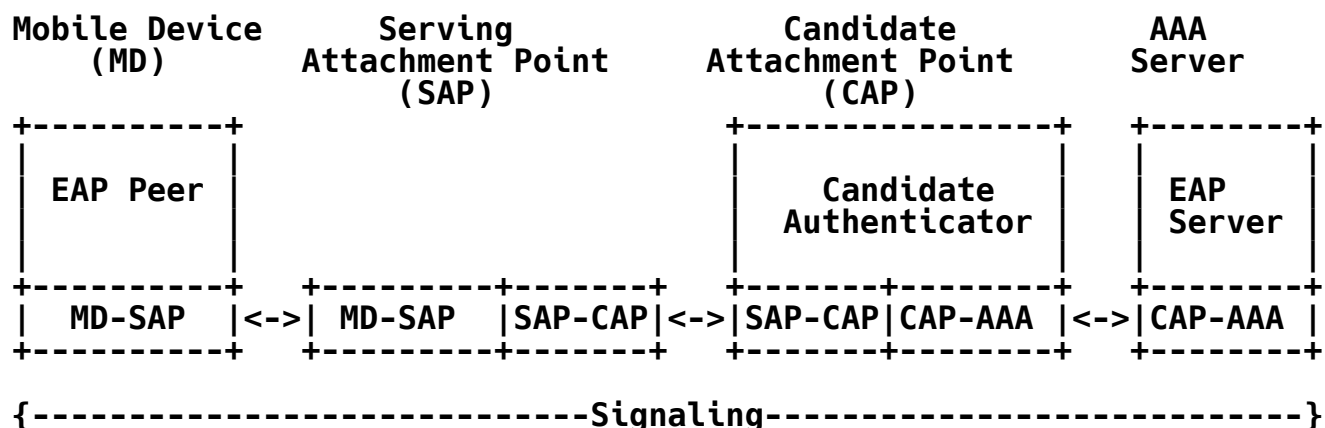 Mobile Device       Serving               Candidate          AAA
    (MD)       Attachment Point     Attachment Point      Server
                    (SAP)                 (CAP)
+----------+                         +----------------+   +--------+
|          |                         |                |   |        |
| EAP Peer |                         |    Candidate   |   | EAP    |
|          |                         |  Authenticator |   | Server |
|          |                         |                |   |        |
+----------+   +---------+-------+   +-------+--------+   +--------+
|  MD-SAP  |<->| MD-SAP  |SAP-CAP|<->|SAP-CAP|CAP-AAA |<->|CAP-AAA |
+----------+   +---------+-------+   +-------+--------+   +--------+
{-----------------------------Signaling----------------------------}